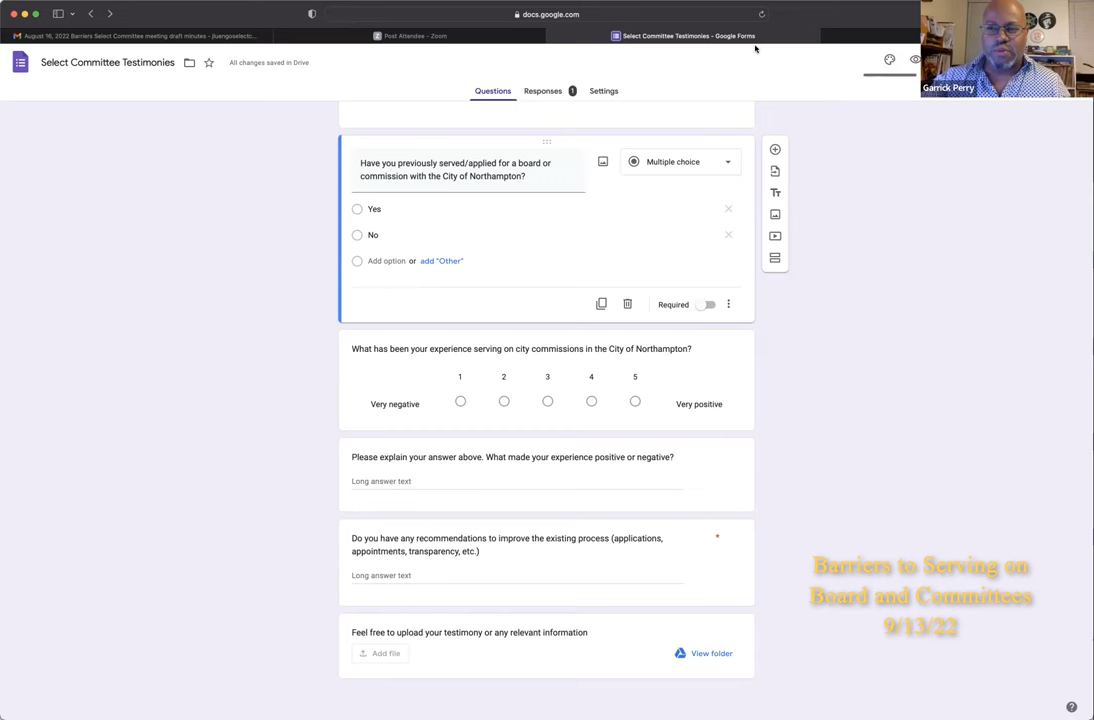 docs.google.com
August 16, 2022 Barriers Select Committee meeting draft minutes - jluengoselectc...
Post Attendee - Zoom
Select Committee Testimonies - Google Forms
Select Committee Testimonies
All changes saved in Drive
Garrick Perry
Questions
Responses
1
Settings
Have you previously served/applied for a board or
commission with the City of Northampton?
Multiple choice
Yes
No
Add option or add "Other"
Required
What has been your experience serving on city commissions in the City of Northampton?
1 2 3 4 5
Very negative
Very positive
Please explain your answer above. What made your experience positive or negative?
Long answer text
Do you have any recommendations to improve the existing process (applications, *
appointments, transparency, etc.)
Long answer text
Barriers to Serving on
Board and Committees
9/13/22
Feel free to upload your testimony or any relevant information
Add file
View folder